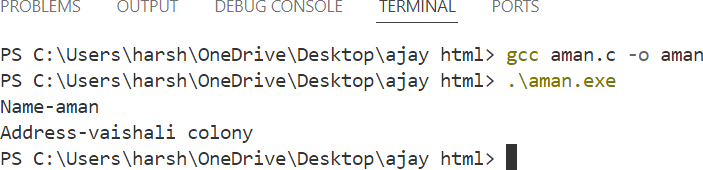 PROBLEMS OUTPUT DEBUG CONSOLE TERMINAL PORTS
PS C:\Users\harsh\OneDrive\Desktop\ajay html> gcc aman.c -o aman
PS C:\Users\harsh\OneDrive\Desktop\ajay html> .\aman.exe
Name-aman
Address-vaishali colony
PS C:\Users\harsh\OneDrive\Desktop\ajay html>